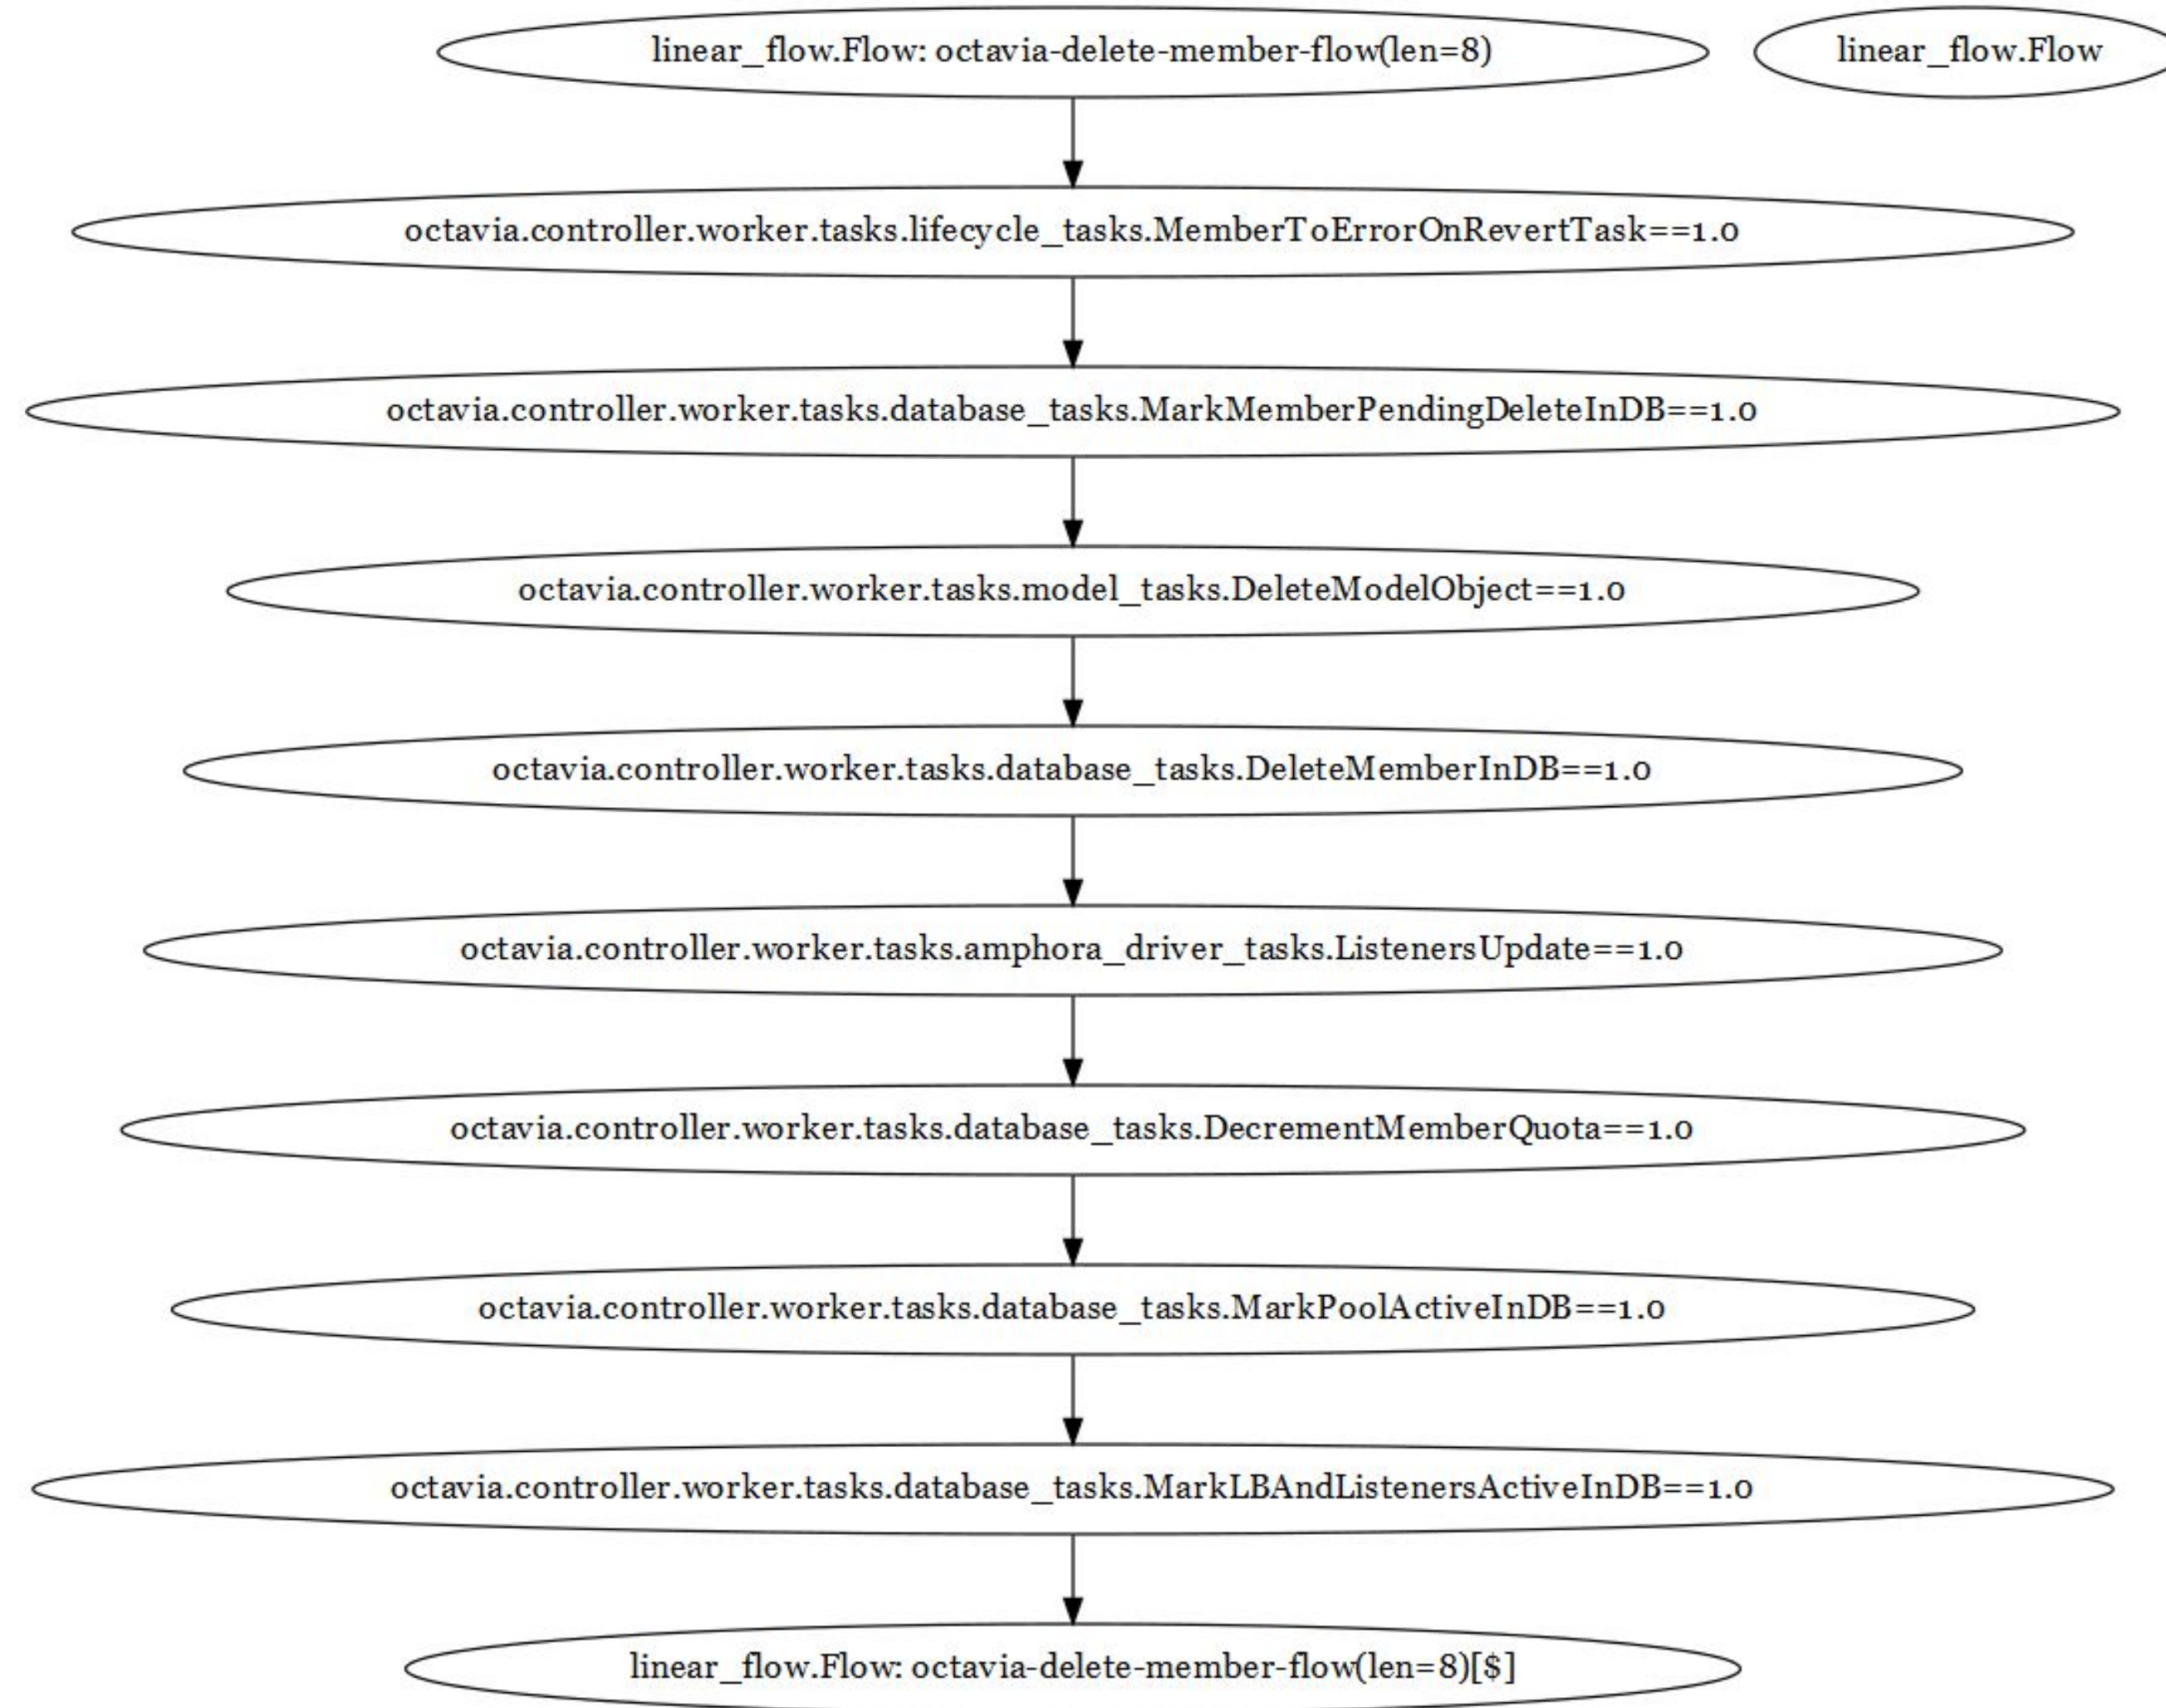 linear_flow.Flow: octavia-delete-member-flow(len=8)
linear_flow.Flow
octavia.controller.worker.tasks.lifecycle_tasks.MemberToErrorOnRevertTask==1.0
octavia.controller.worker.tasks.database_tasks.MarkMemberPendingDeleteInDB==1.0
octavia.controller.worker.tasks.model_tasks.DeleteModelObject==1.0
octavia.controller.worker.tasks.database_tasks.DeleteMemberInDB==1.0
octavia.controller.worker.tasks.amphora_driver_tasks.ListenersUpdate==1.0
octavia.controller.worker.tasks.database_tasks.DecrementMemberQuota==1.0
octavia.controller.worker.tasks.database_tasks.MarkPoolActiveInDB==1.0
octavia.controller.worker.tasks.database_tasks.MarkLBAndListenersActiveInDB==1.0
linear_flow.Flow: octavia-delete-member-flow(len=8)[$]